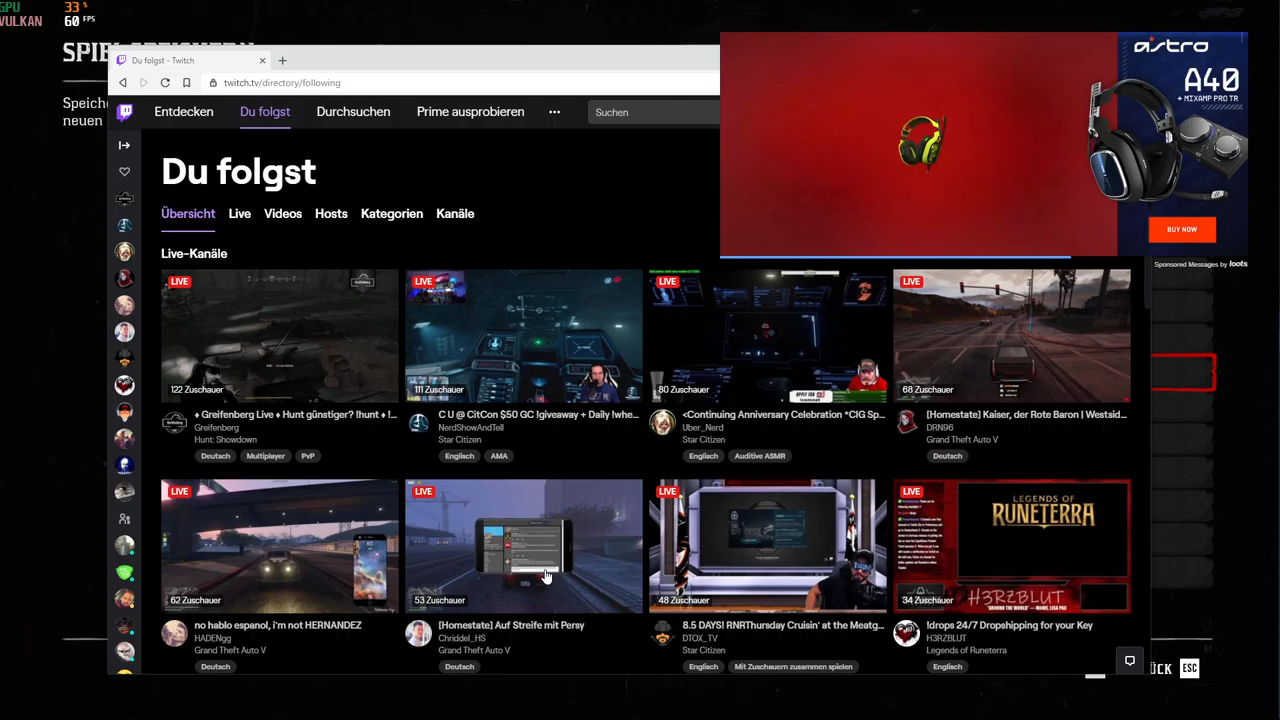 GPU 33 %
VULKAN 60 FPS
Speiche
neuen
Du folgst - Twitch
twitch.tv/directory/following
Entdecken Du folgst Durchsuchen Prime ausprobieren Suchen
Du folgst
Übersicht Live Videos Hosts Kategorien Kanäle
Live-Kanäle
ASTRO
A40
+ MIXAMP PRO TR
BUY NOW
Sponsored Messages by loots
LIVE
122 Zuschauer
♦ Greifenberg Live ♦ Hunt günstiger? !hunt ♦ !...
Greifenberg
Hunt: Showdown
Deutsch Multiplayer PvP
LIVE
111 Zuschauer
C U @ CitCon $50 GC !giveaway + Daily !whe...
NerdShowAndTell
Star Citizen
Englisch AMA
LIVE
80 Zuschauer
<Continuing Anniversary Celebration *CIG Sp...
Uber_Nerd
Star Citizen
Englisch Auditive ASMR
LIVE
68 Zuschauer
[Homestate] Kaiser, der Rote Baron | Westsid...
DRN96
Grand Theft Auto V
Deutsch
LIVE
62 Zuschauer
no hablo espanol, i'm not HERNANDEZ
HADENgg
Grand Theft Auto V
Deutsch
LIVE
53 Zuschauer
[Homestate] Auf Streife mit Persy
Chriddel_HS
Grand Theft Auto V
Deutsch
LIVE
48 Zuschauer
8.5 DAYS! RNRThursday Cruisin' at the Meatg...
DTOX_TV
Star Citizen
Englisch Mit Zuschauern zusammen spielen
LIVE
LEGENDS OF
RUNETERRA
H3RZBLUT
34 Zuschauer
!drops 24/7 Dropshipping for your Key
H3RZBLUT
Legends of Runeterra
Englisch
ÜCK ESC